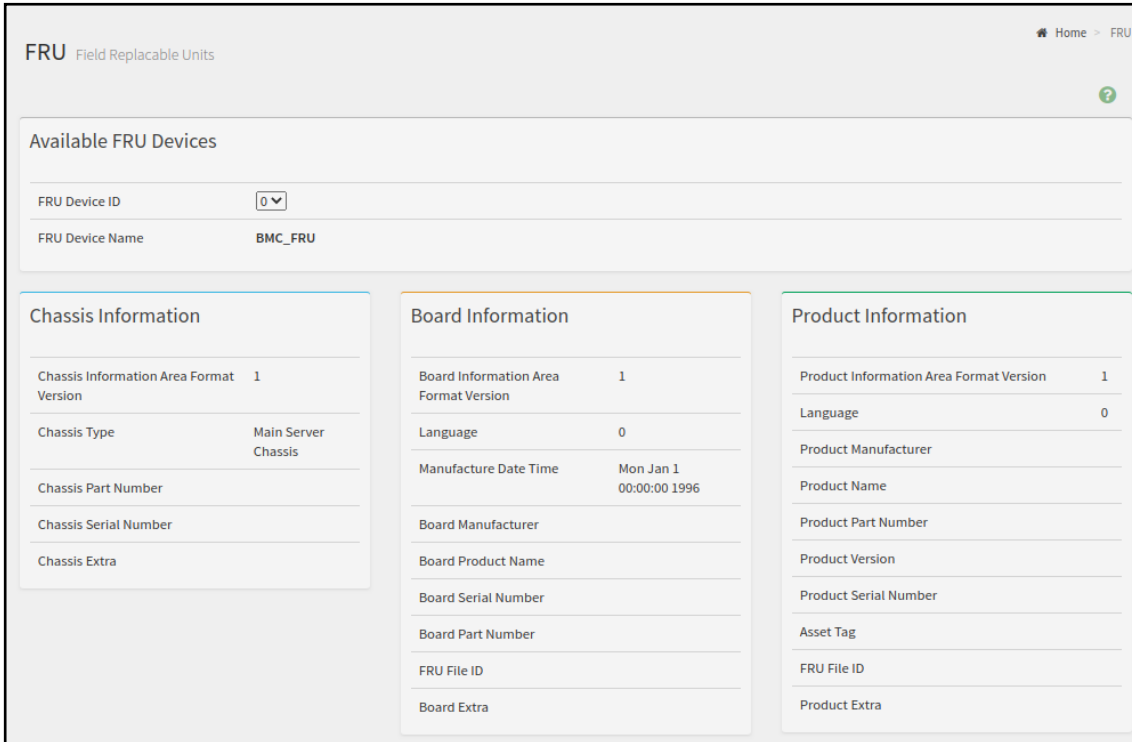 Home > FRU
FRU Field Replacable Units
Available FRU Devices
FRU Device ID 0
FRU Device Name BMC_FRU
Chassis Information
Chassis Information Area Format 1
Version
Chassis Type Main Server
Chassis
Chassis Part Number
Chassis Serial Number
Chassis Extra
Board Information
Board Information Area 1
Format Version
Language 0
Manufacture Date Time Mon Jan 1
00:00:00 1996
Board Manufacturer
Board Product Name
Board Serial Number
Board Part Number
FRU File ID
Board Extra
Product Information
Product Information Area Format Version 1
Language 0
Product Manufacturer
Product Name
Product Part Number
Product Version
Product Serial Number
Asset Tag
FRU File ID
Product Extra